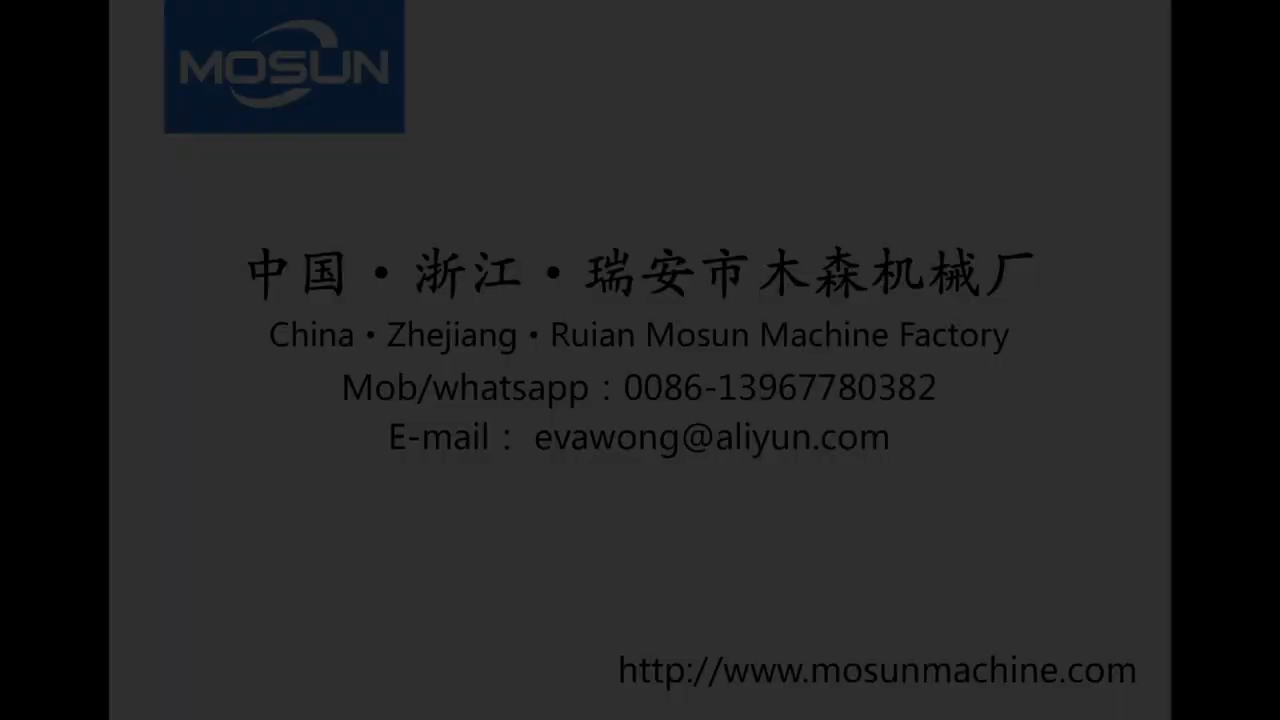 MOSUN
中国·浙江·瑞安市木森机械厂
China·Zhejiang·Ruian Mosun Machine Factory
Mob/whatsapp：0086-13967780382
E-mail： evawong@aliyun.com
http://www.mosunmachine.com